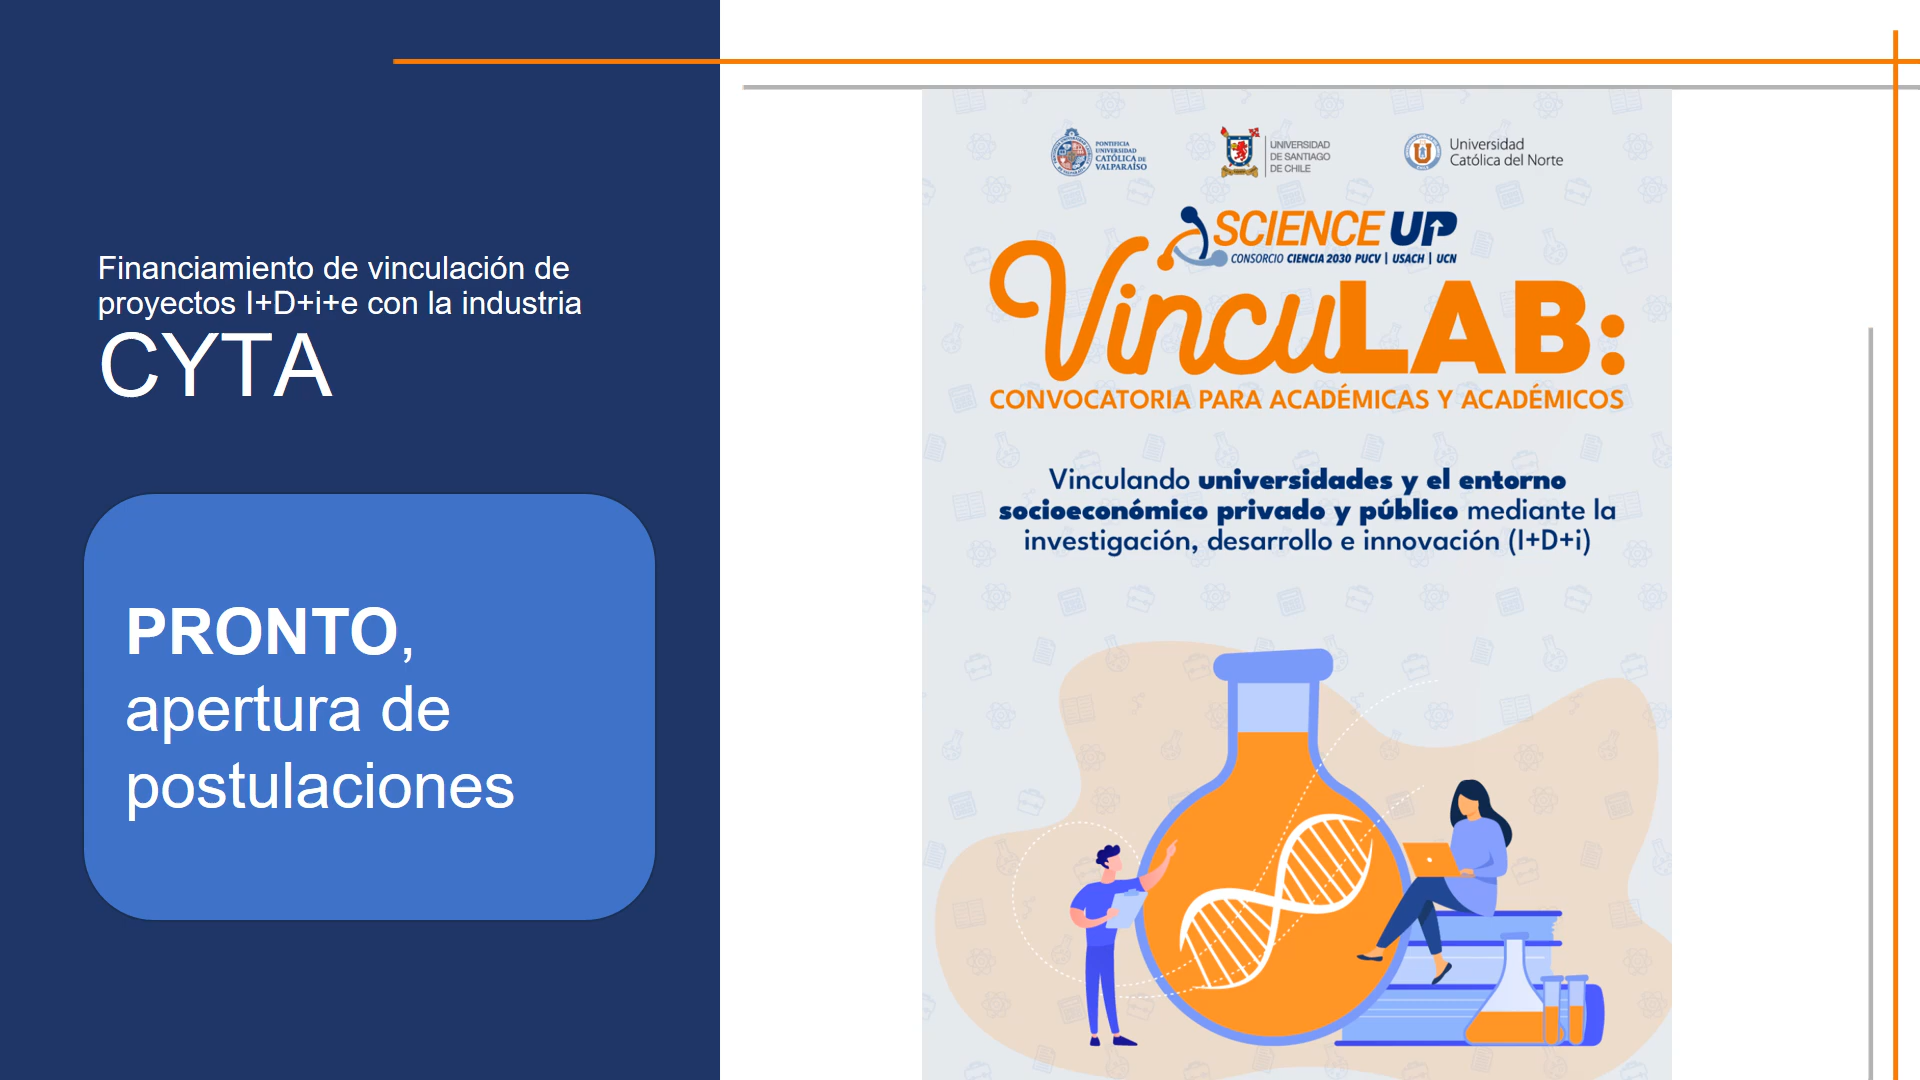 Financiamiento de vinculación de
proyectos I+D+i+e con la industria
CYTA
PRONTO,
apertura de
postulaciones
PONTIFICIA
UNIVERSIDAD
CATÓLICA DE
VALPARAÍSO
UNIVERSIDAD
DE SANTIAGO
DE CHILE
Universidad
Católica del Norte
SCIENCE UP
CONSORCIO CIENCIA 2030 PUCV | USACH | UCN
VincuLAB:
CONVOCATORIA PARA ACADÉMICAS Y ACADÉMICOS
Vinculando universidades y el entorno
socioeconómico privado y público mediante la
investigación, desarrollo e innovación (I+D+i)